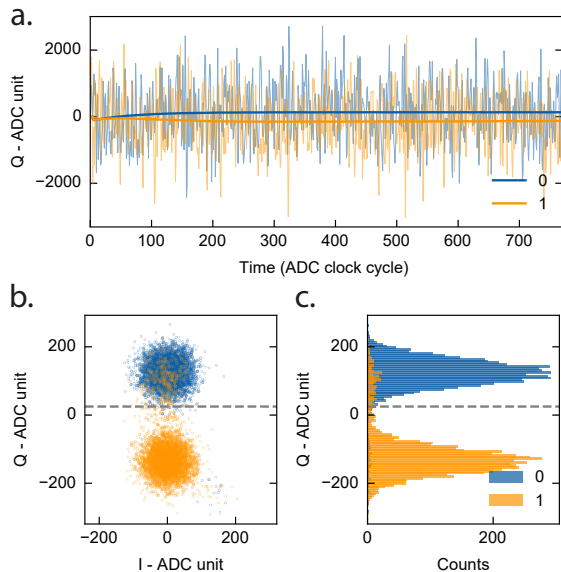 a.
Q - ADC unit
2000
0
−2000
0
1
0 100 200 300 400 500 600 700
Time (ADC clock cycle)
b.
Q - ADC unit
200
0
−200
−200 0 200
I - ADC unit
c.
Q - ADC unit
200
0
−200
0
1
0 200
Counts